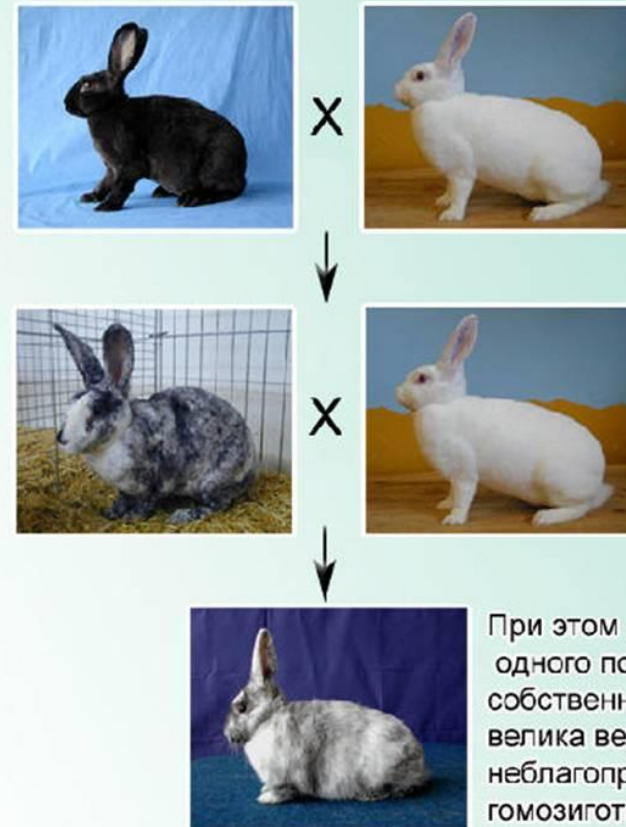 X
X
При этом
одного по
собственн
велика ве
неблагопр
гомозигот